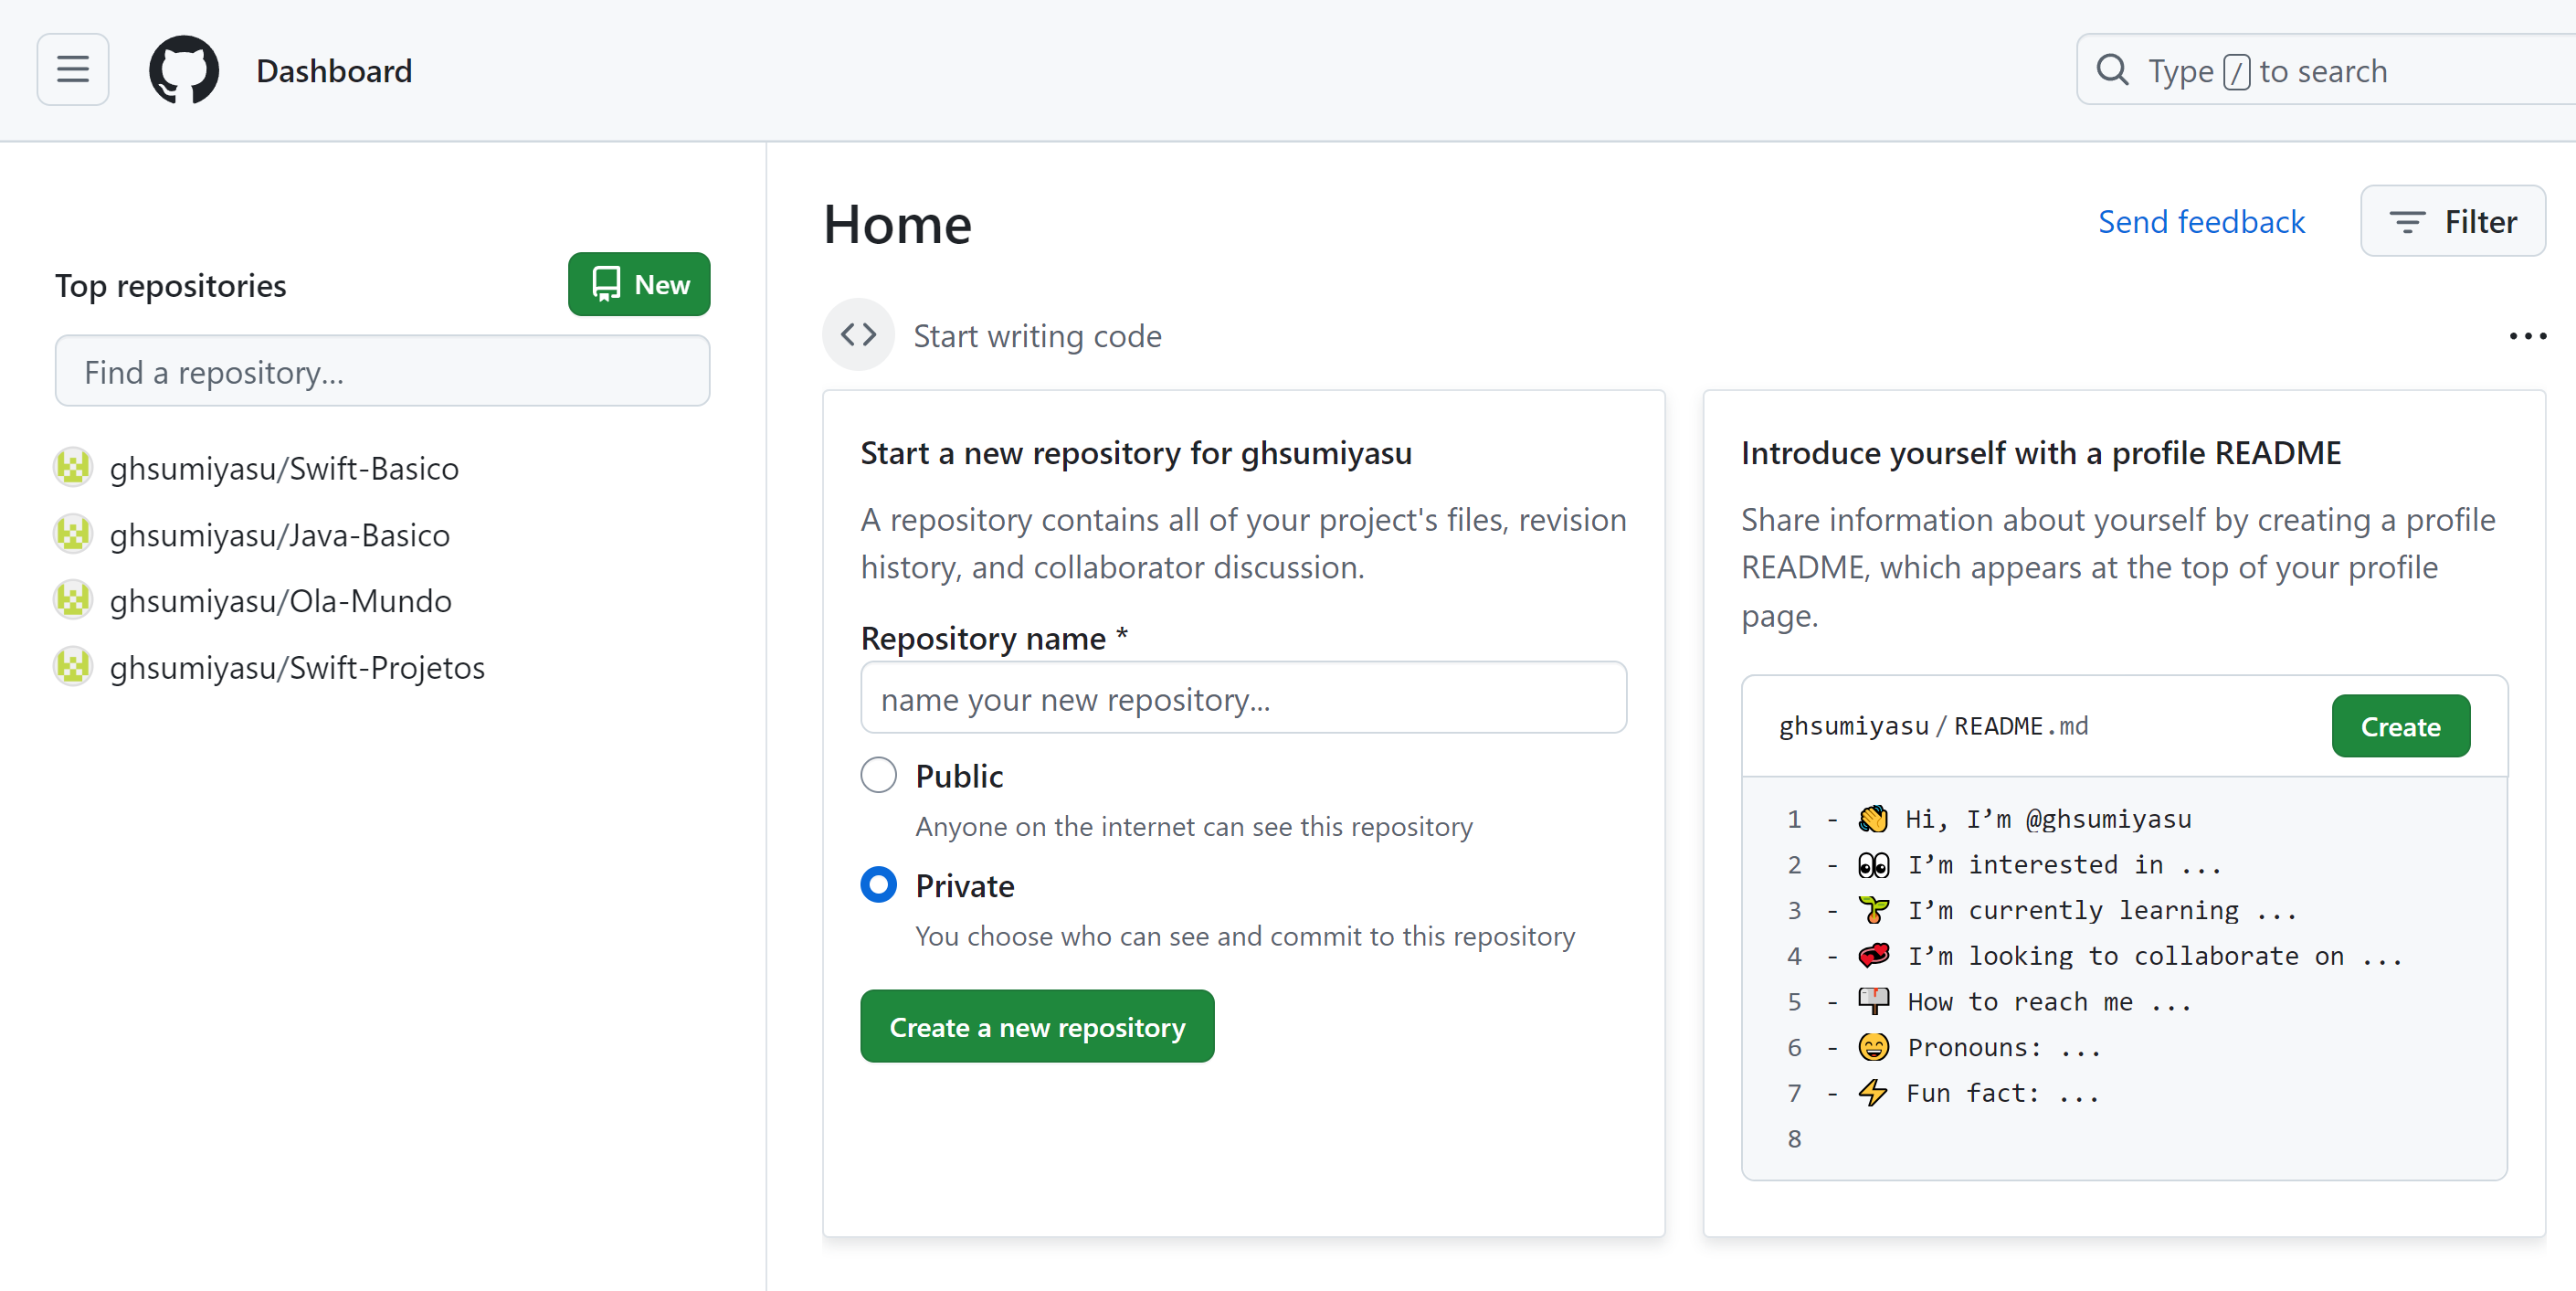 Dashboard
Type / to search
Top repositories
New
Find a repository...
ghsumiyasu/Swift-Basico
ghsumiyasu/Java-Basico
ghsumiyasu/Ola-Mundo
ghsumiyasu/Swift-Projetos
Home
Send feedback
Filter
Start writing code
Start a new repository for ghsumiyasu
A repository contains all of your project's files, revision
history, and collaborator discussion.
Repository name *
name your new repository...
Public
Anyone on the internet can see this repository
Private
You choose who can see and commit to this repository
Create a new repository
Introduce yourself with a profile README
Share information about yourself by creating a profile
README, which appears at the top of your profile
page.
ghsumiyasu / README.md
Create
1 - 👋 Hi, I’m @ghsumiyasu
2 - 👀 I’m interested in ...
3 - 🌱 I’m currently learning ...
4 - 💞️ I’m looking to collaborate on ...
5 - 📫 How to reach me ...
6 - 😄 Pronouns: ...
7 - ⚡ Fun fact: ...
8